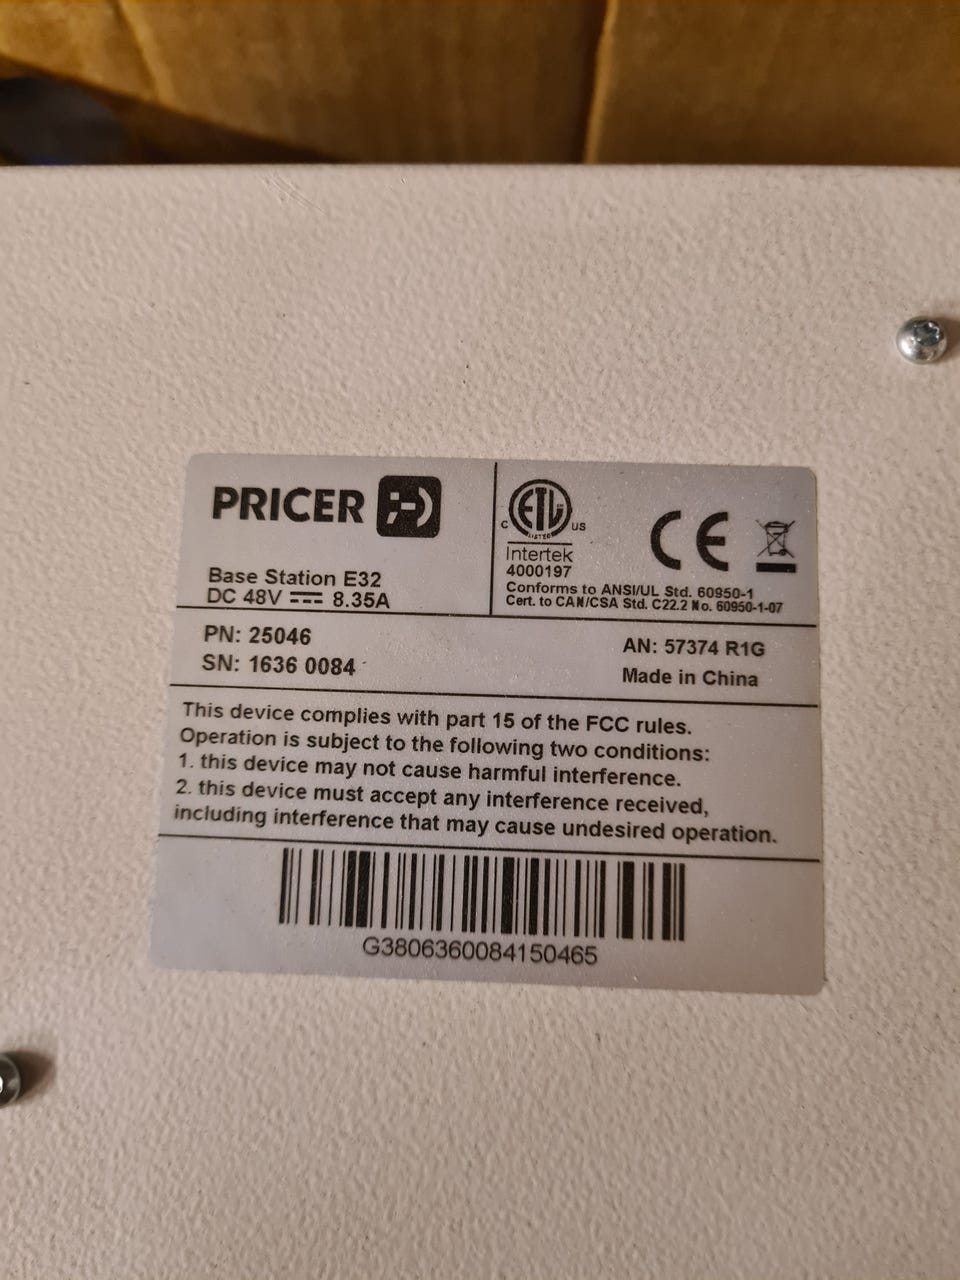 PRICER
Base Station E32
DC 48V ⎓ 8.35A
C ETL US
LISTED
Intertek
4000197
CE
Conforms to ANSI/UL Std. 60950-1
Cert. to CAN/CSA Std. C22.2 No. 60950-1-07
PN: 25046
SN: 1636 0084
AN: 57374 R1G
Made in China
This device complies with part 15 of the FCC rules.
Operation is subject to the following two conditions:
1. this device may not cause harmful interference.
2. this device must accept any interference received,
including interference that may cause undesired operation.
G3806360084150465